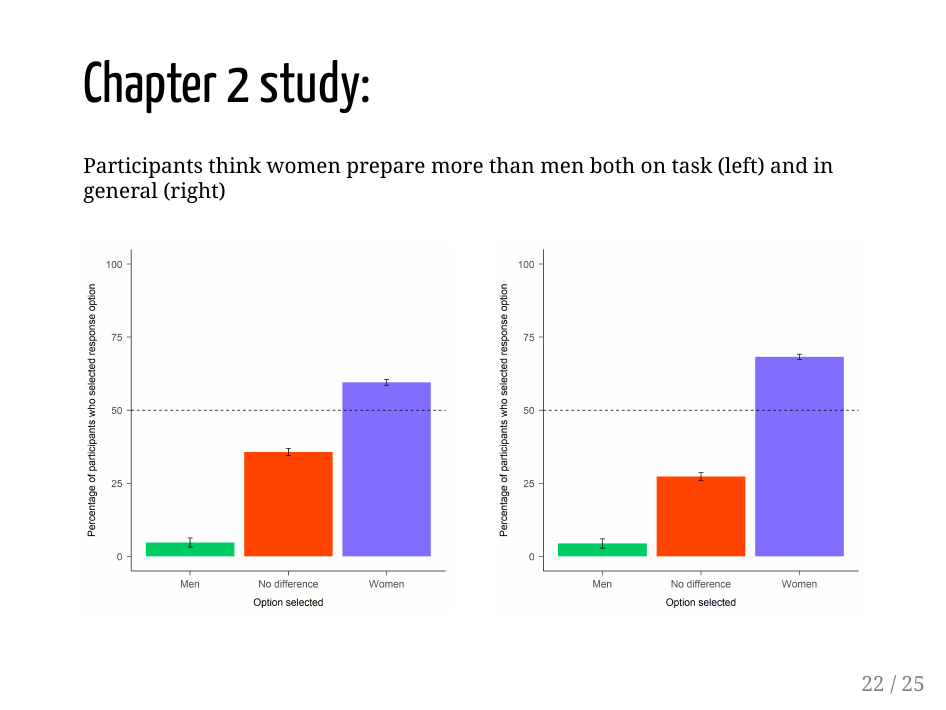 Chapter 2 study:
Participants think women prepare more than men both on task (left) and in
general (right)
Percentage of participants who selected response option
100
75
50
25
0
Men No difference Women
Option selected
Percentage of participants who selected response option
100
75
50
25
0
Men No difference Women
Option selected
22 / 25